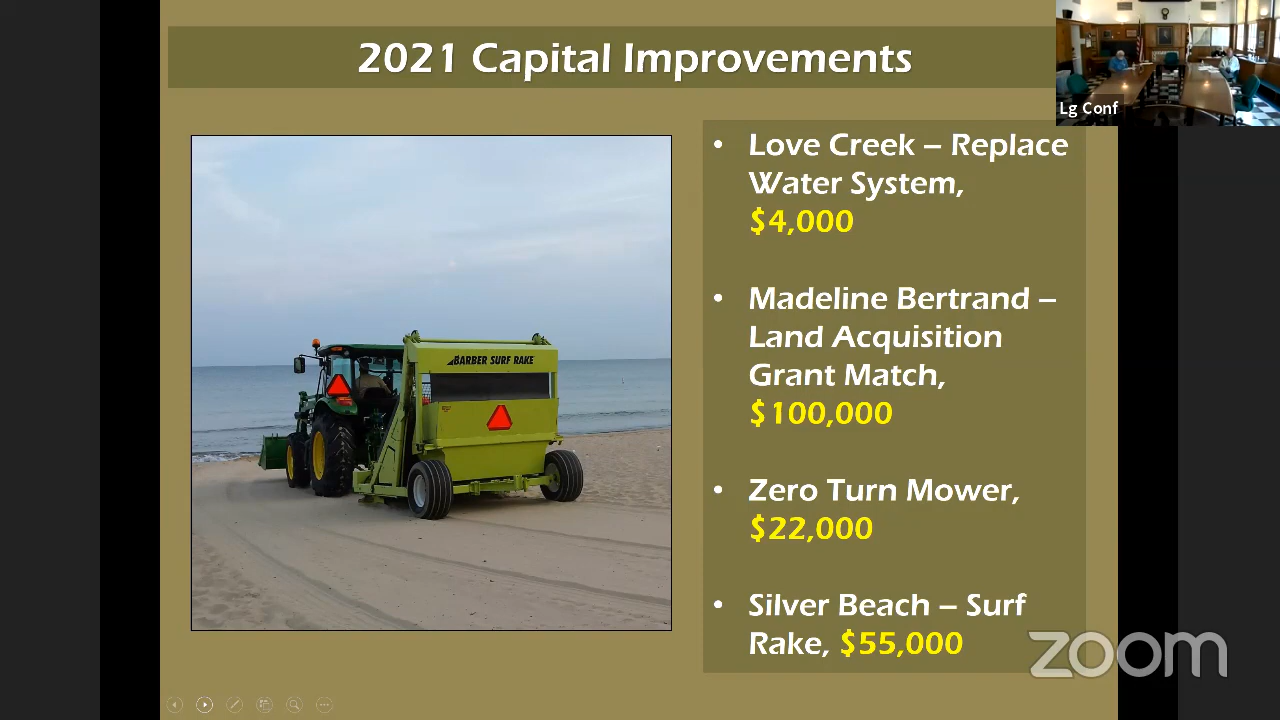 2021 Capital Improvements
Lg Conf
BARBER SURF RAKE
• Love Creek – Replace
Water System,
$4,000
• Madeline Bertrand –
Land Acquisition
Grant Match,
$100,000
• Zero Turn Mower,
$22,000
• Silver Beach – Surf
Rake, $55,000
zoom